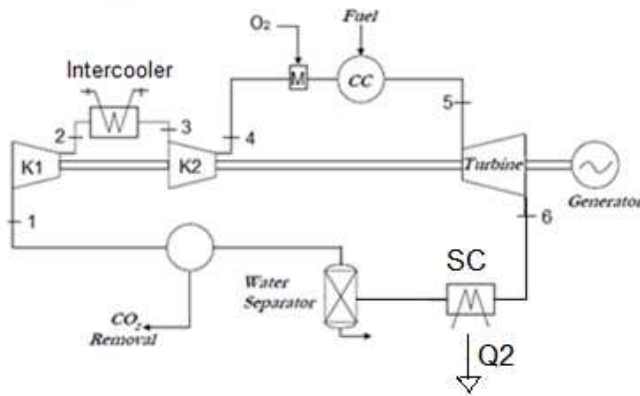 O₂
Fuel
Intercooler
M
CC
2
3
4
5
K1
K2
Turbine
Generator
1
6
SC
Water
Separator
CO₂
Removal
Q2